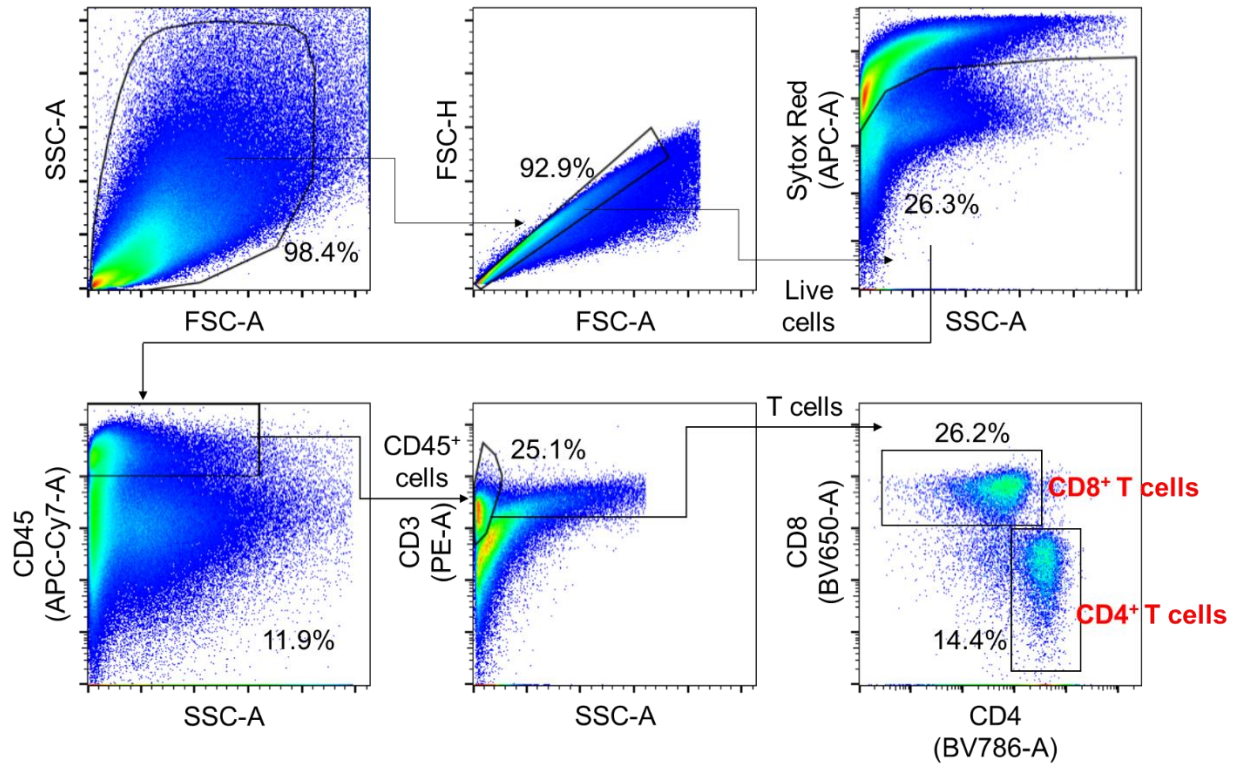 SSC-A
98.4%
FSC-A
FSC-H
92.9%
FSC-A
Sytox Red
(APC-A)
26.3%
Live
cells
SSC-A
CD45
(APC-Cy7-A)
11.9%
SSC-A
CD45⁺
cells
CD3
(PE-A)
25.1%
SSC-A
T cells
CD8
(BV650-A)
26.2%
CD8⁺ T cells
CD4⁺ T cells
14.4%
CD4
(BV786-A)